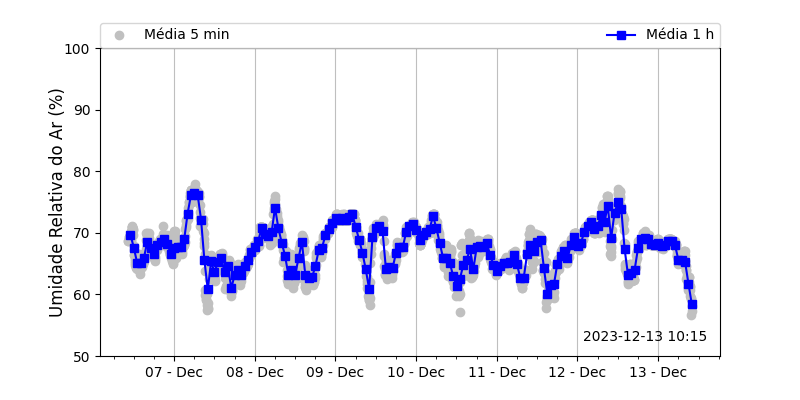 Média 5 min
Média 1 h
Umidade Relativa do Ar (%)
100
90
80
70
60
50
2023-12-13 10:15
07 - Dec
08 - Dec
09 - Dec
10 - Dec
11 - Dec
12 - Dec
13 - Dec